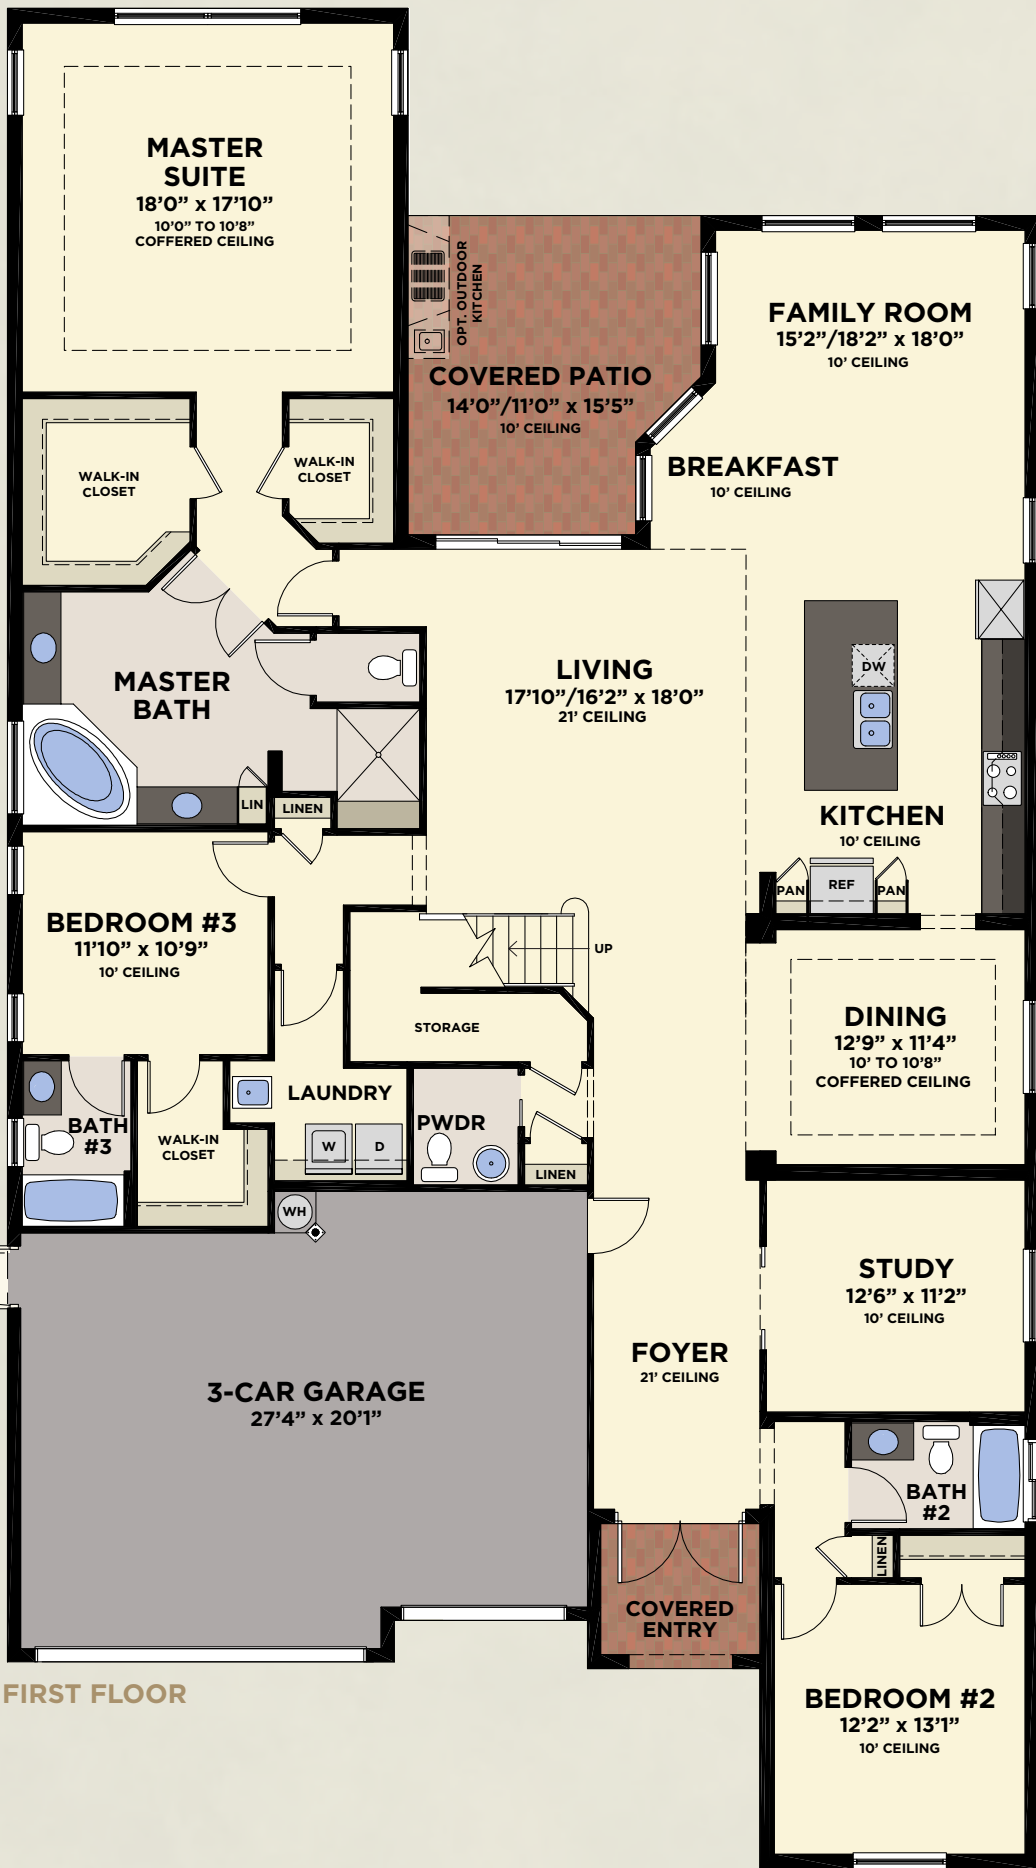 MASTER
SUITE
18'0" x 17'10"
10'0" TO 10'8"
COFFERED CEILING
OPT. OUTDOOR
KITCHEN
COVERED PATIO
14'0"/11'0" x 15'5"
10' CEILING
FAMILY ROOM
15'2"/18'2" x 18'0"
10' CEILING
WALK-IN
CLOSET
WALK-IN
CLOSET
BREAKFAST
10' CEILING
MASTER
BATH
LIVING
17'10"/16'2" x 18'0"
21' CEILING
DW
LIN
LINEN
KITCHEN
10' CEILING
PAN
REF
PAN
BEDROOM #3
11'10" x 10'9"
10' CEILING
UP
STORAGE
DINING
12'9" x 11'4"
10' TO 10'8"
COFFERED CEILING
LAUNDRY
BATH
#3
WALK-IN
CLOSET
W
D
PWDR
LINEN
WH
STUDY
12'6" x 11'2"
10' CEILING
FOYER
21' CEILING
3-CAR GARAGE
27'4" x 20'1"
BATH
#2
LINEN
COVERED
ENTRY
FIRST FLOOR
BEDROOM #2
12'2" x 13'1"
10' CEILING